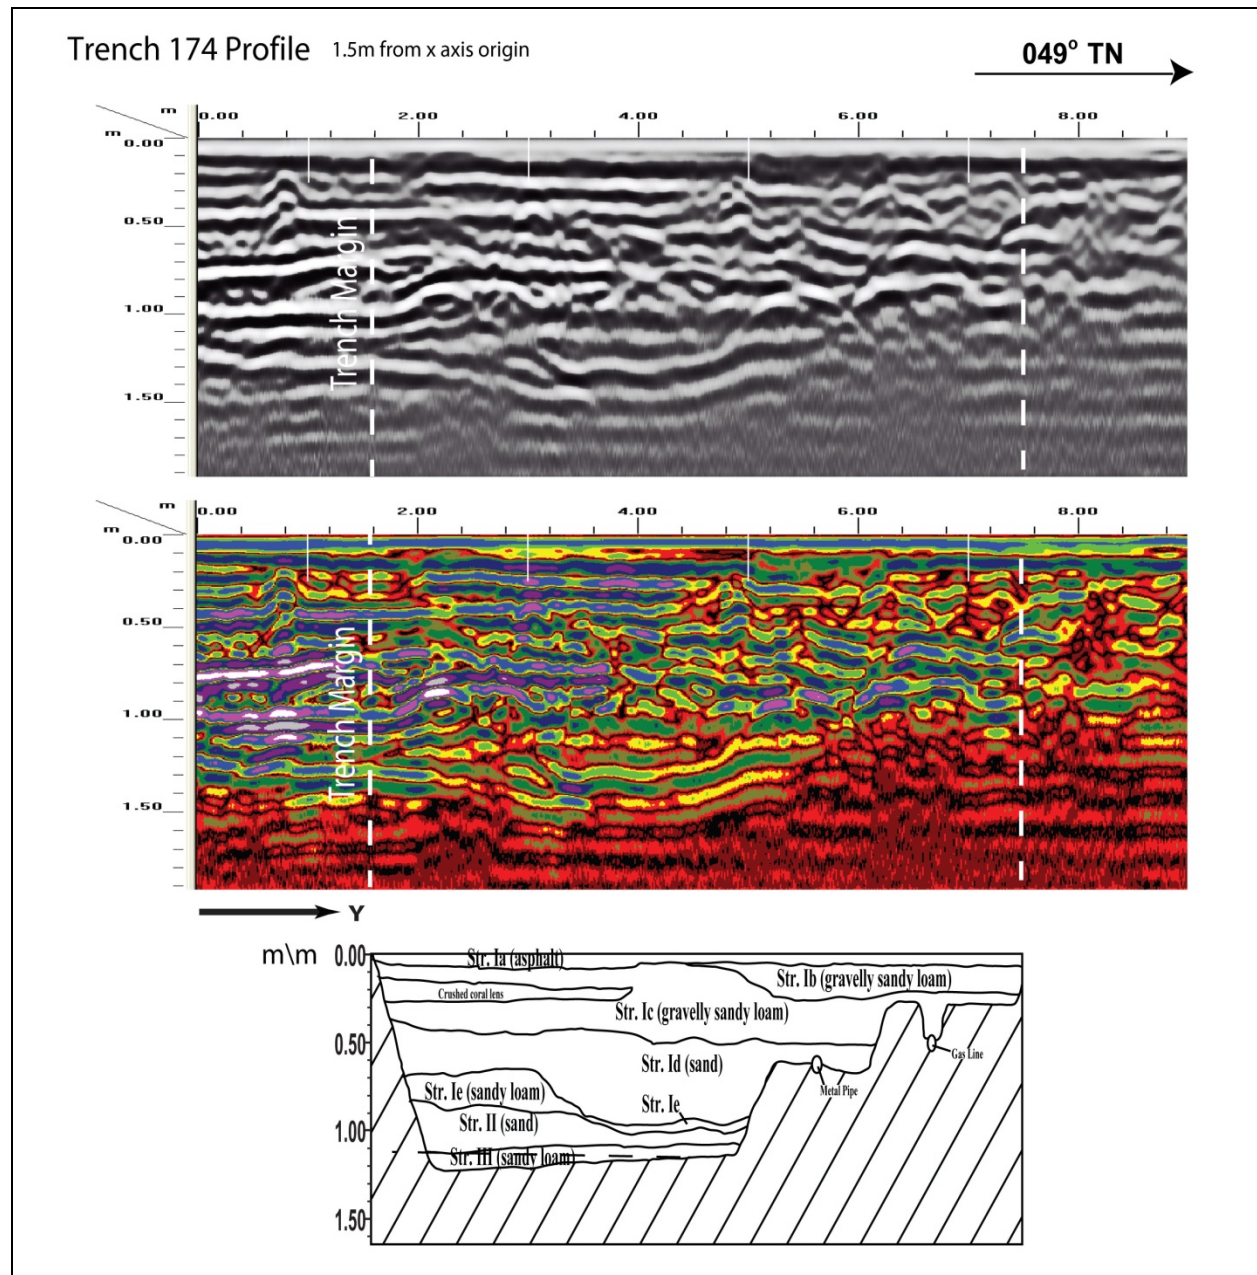 Trench 174 Profile 1.5m from x axis origin
049° TN
m 0.00 2.00 4.00 6.00 8.00
m
0.00
0.50
1.00
1.50
Trench Margin
m 0.00 2.00 4.00 6.00 8.00
m
0.00
0.50
1.00
1.50
Trench Margin
Y
m\m
0.00
0.50
1.00
1.50
Str. Ia (asphalt)
Str. Ib (gravelly sandy loam)
Crushed coral lens
Str. Ic (gravelly sandy loam)
Str. Id (sand)
Gas Line
Metal Pipe
Str. Ie (sandy loam)
Str. Ie
Str. II (sand)
Str. III (sandy loam)